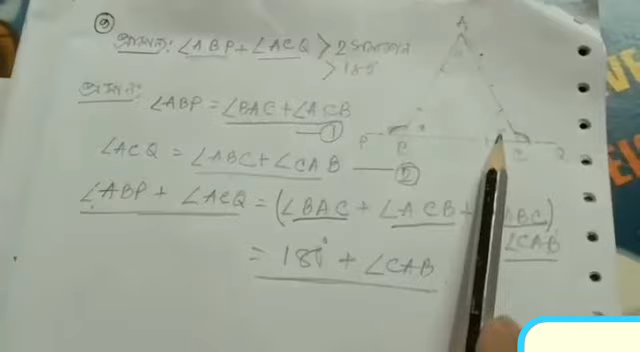 ③
A
প্রমাণ: ∠ABP + ∠ACQ > 2 সমকোণ
> 180°
প্রমাণ: ∠ABP = ∠BAC + ∠ACB
①
P B C Q
∠ACQ = ∠ABC + ∠CAB — ②
∠ABP + ∠ACQ = (∠BAC + ∠ACB + ABC)
∠CAB
= 180° + ∠CAB